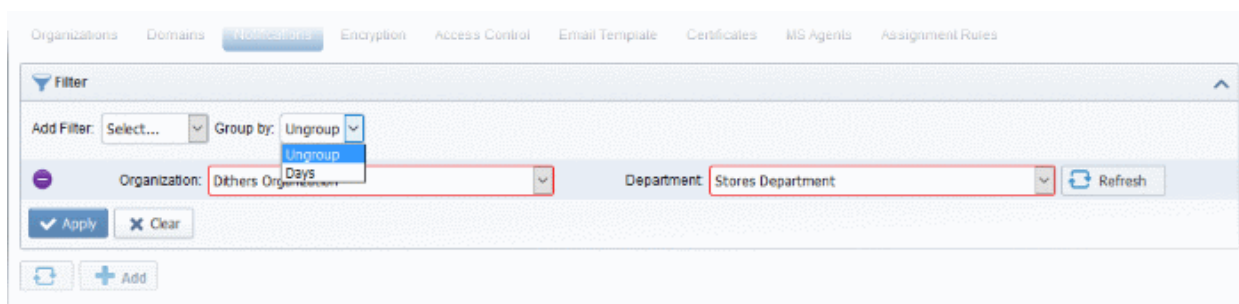 Organizations Domains Notifications Encryption Access Control Email Template Certificates MS Agents Assignment Rules
Filter
Add Filter: Select... Group by: Ungroup
Ungroup
Days
Organization: Dithers Organization Department: Stores Department Refresh
Apply Clear
Add